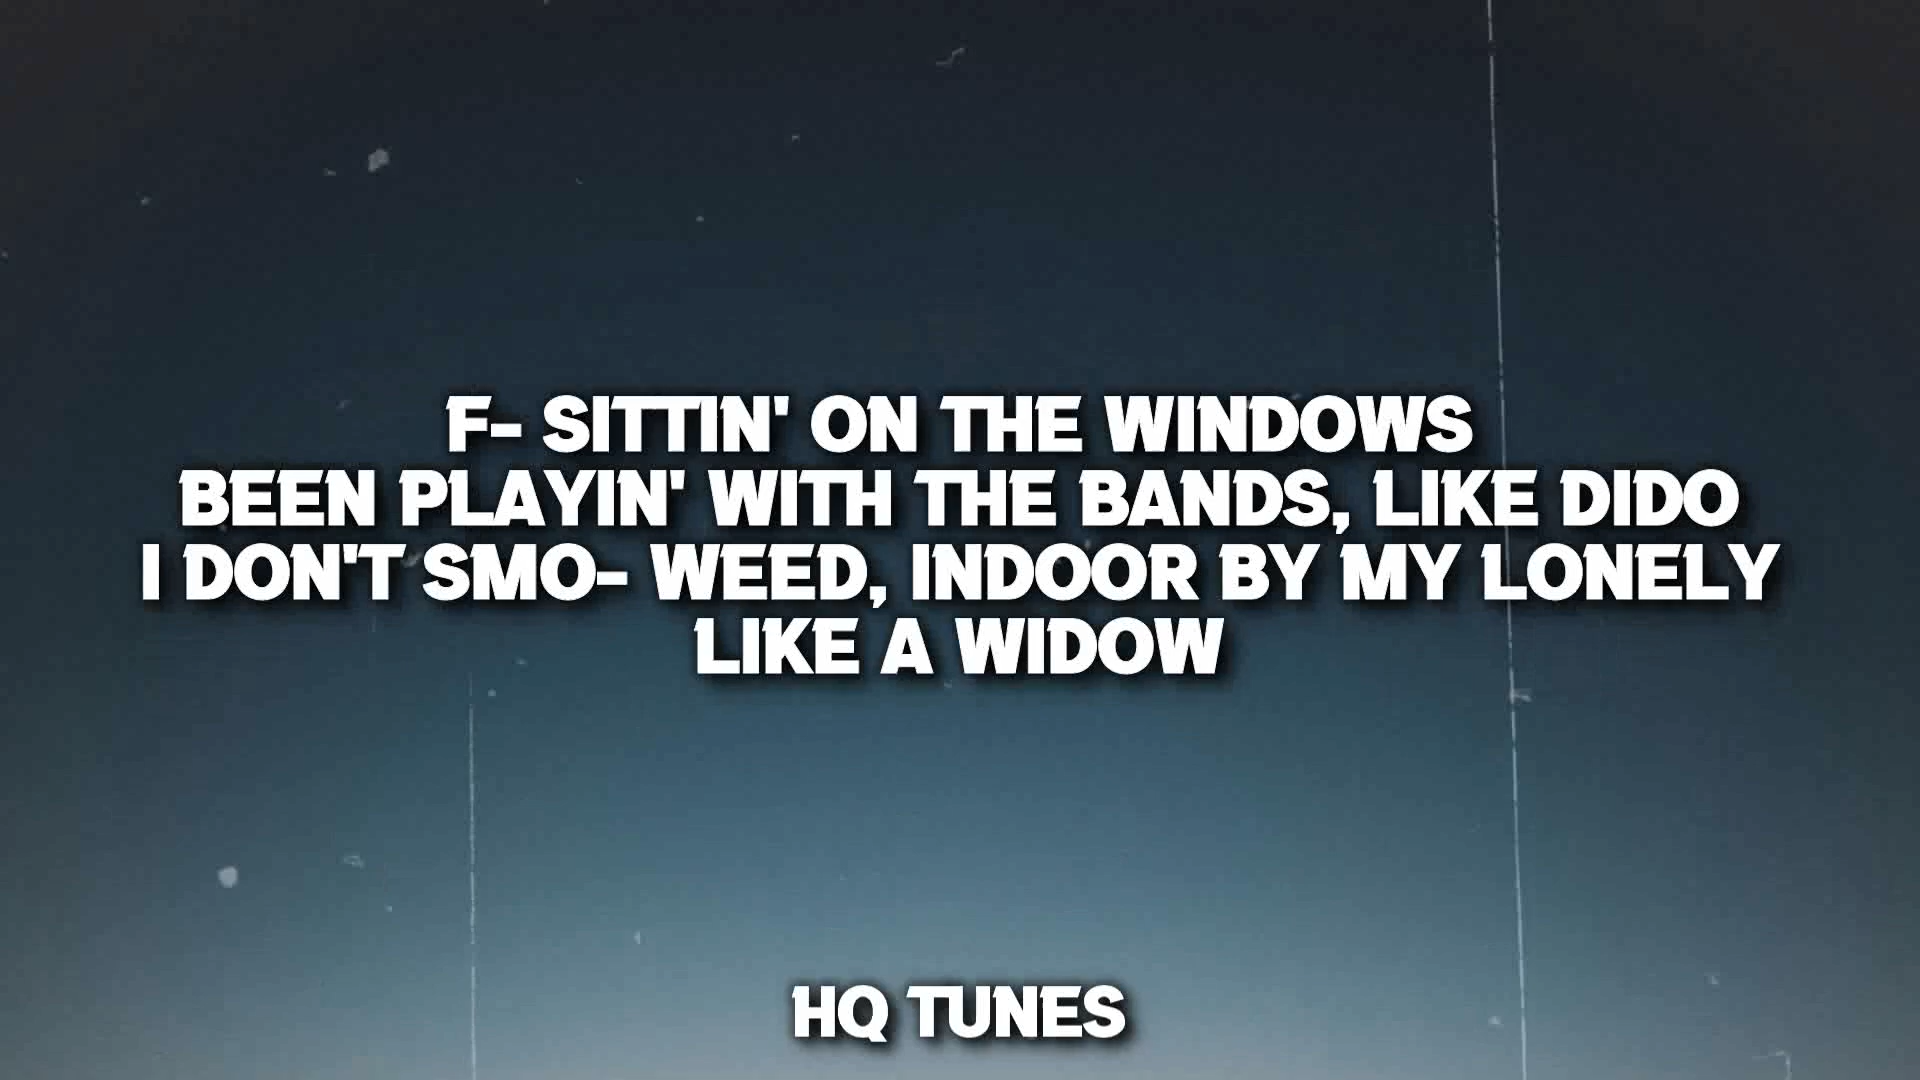 F- SITTIN' ON THE WINDOWS
BEEN PLAYIN' WITH THE BANDS, LIKE DIDO
I DON'T SMO- WEED, INDOOR BY MY LONELY
LIKE A WIDOW
HQ TUNES